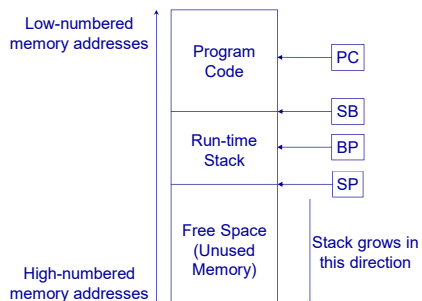 Low-numbered
memory addresses
Program
Code
PC
SB
Run-time
Stack
BP
SP
Free Space
(Unused
Memory)
Stack grows in
this direction
High-numbered
memory addresses